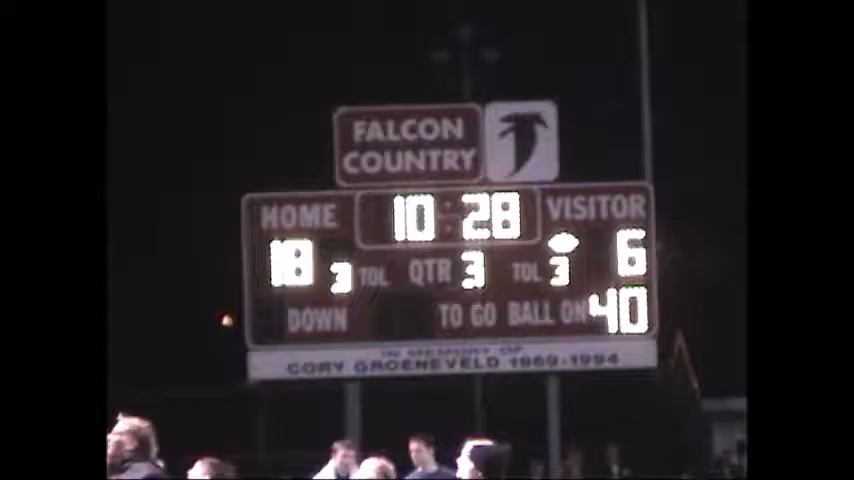 FALCON
COUNTRY
HOME 10:28 VISITOR
18 3 TOL QTR 3 TOL 3 6
DOWN TO GO BALL ON 40
IN MEMORY OF
CORY GROENEVELD 1969-1994